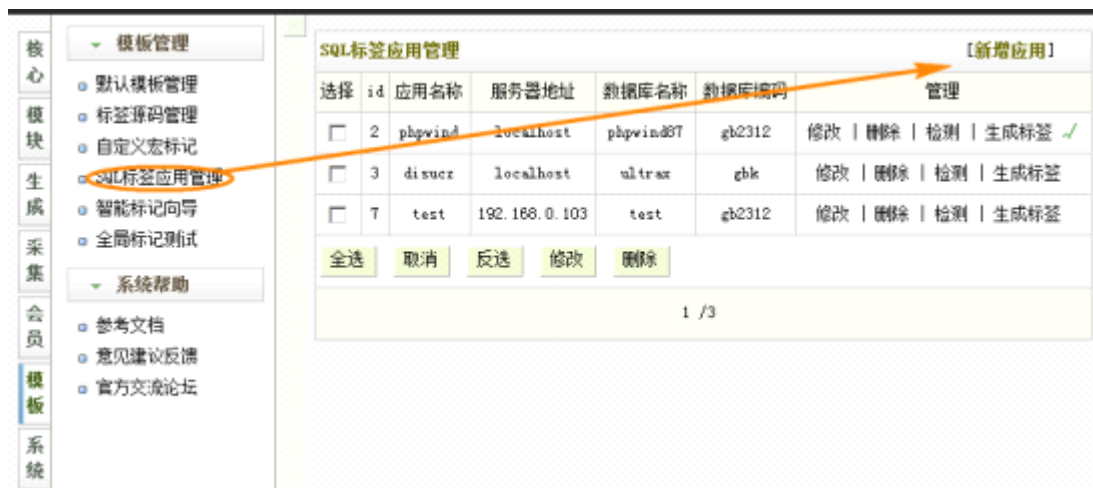 核心
模块
生成
采集
会员
模板
系统
模板管理
默认模板管理
标签源码管理
自定义宏标记
SQL标签应用管理
智能标记向导
全局标记测试
系统帮助
参考文档
意见建议反馈
官方交流论坛
SQL标签应用管理 [新增应用]
选择 id 应用名称 服务器地址 数据库名称 数据库编码 管理
2 phpwind localhost phpwind87 gb2312 修改 | 删除 | 检测 | 生成标签 √
3 disucz localhost ultrax gbk 修改 | 删除 | 检测 | 生成标签
7 test 192.168.0.103 test gb2312 修改 | 删除 | 检测 | 生成标签
全选 取消 反选 修改 删除
1 /3